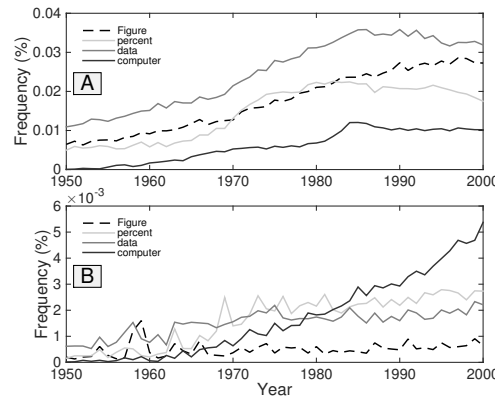 0.04
0.03
0.02
0.01
0
Frequency (%)
Figure
percent
data
computer
A
1950 1960 1970 1980 1990 2000
×10⁻³
6
5
4
3
2
1
0
Frequency (%)
Figure
percent
data
computer
B
1950 1960 1970 1980 1990 2000
Year